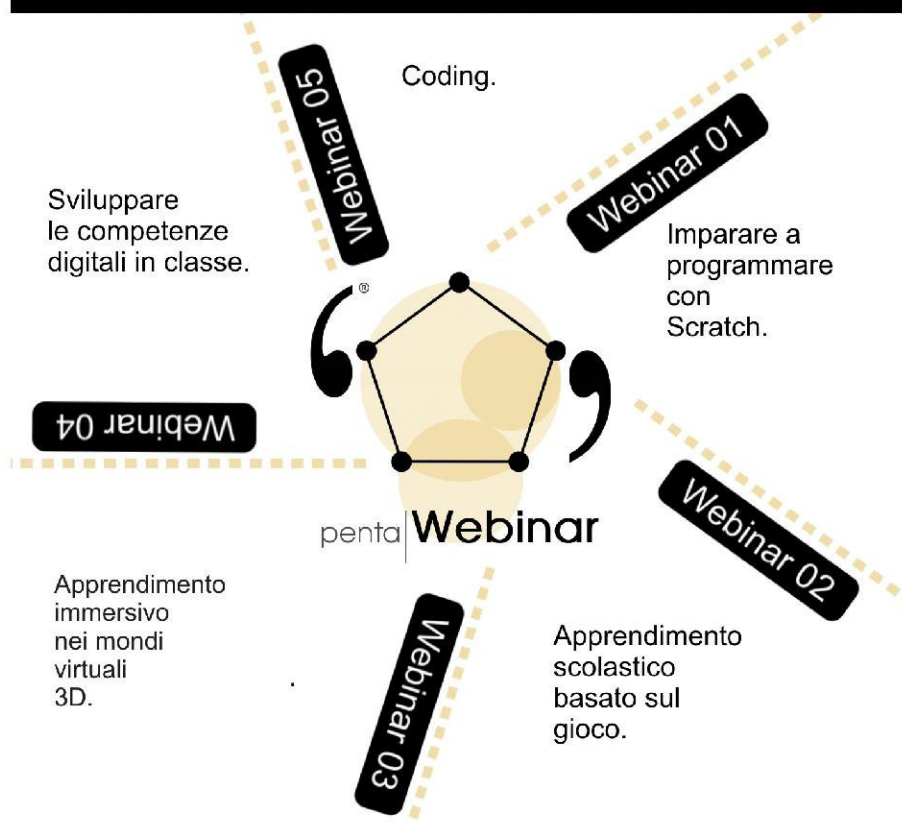 Coding.
Webinar 01
Imparare a
programmare
con
Scratch.
Webinar 02
Apprendimento
scolastico
basato sul
gioco.
Webinar 03
Apprendimento
immersivo
nei mondi
virtuali
3D.
Webinar 04
Sviluppare
le competenze
digitali in classe.
Webinar 05
®
penta|Webinar